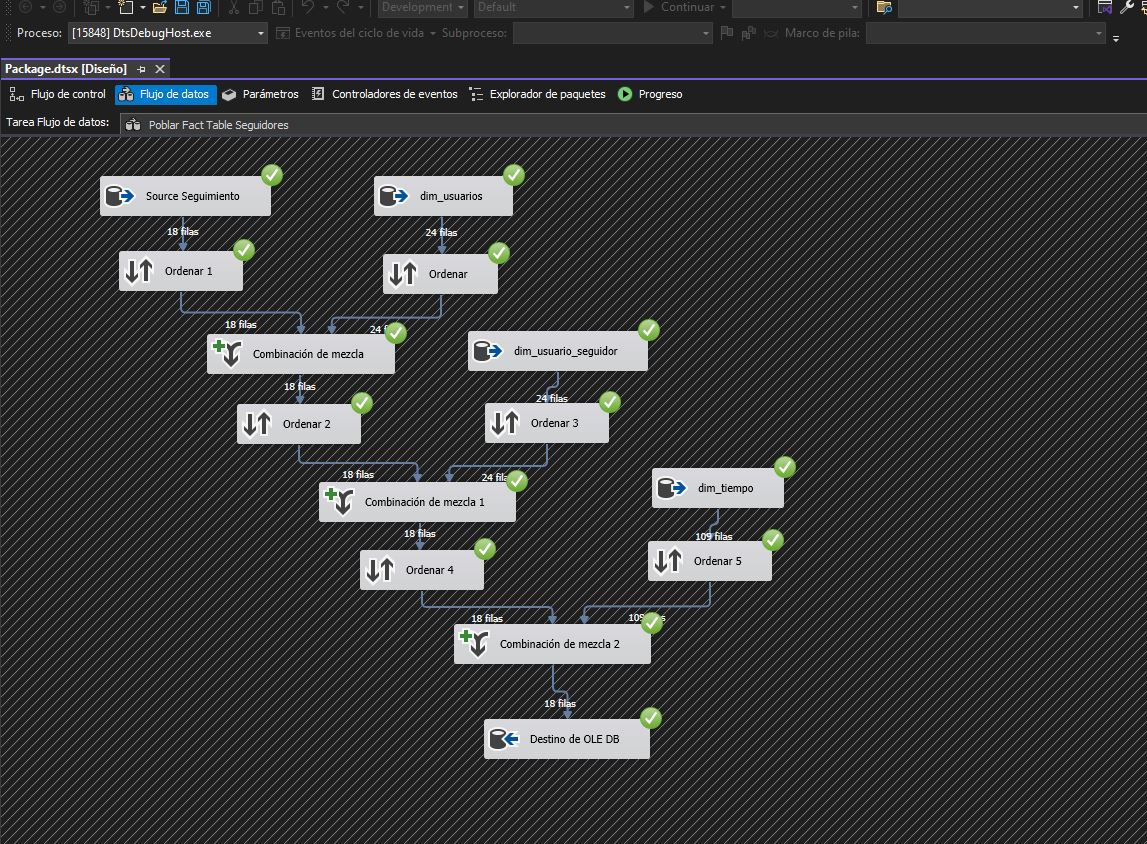 Development
Default
Continuar
Proceso:
[15848] DtsDebugHost.exe
Eventos del ciclo de vida
Subproceso:
Marco de pila:
Package.dtsx [Diseño]
Flujo de control
Flujo de datos
Parámetros
Controladores de eventos
Explorador de paquetes
Progreso
Tarea Flujo de datos:
Poblar Fact Table Seguidores
Source Seguimiento
dim_usuarios
18 filas
24 filas
Ordenar 1
Ordenar
18 filas
24
Combinación de mezcla
dim_usuario_seguidor
18 filas
24 filas
Ordenar 2
Ordenar 3
18 filas
24
Combinación de mezcla 1
dim_tiempo
18 filas
109 filas
Ordenar 4
Ordenar 5
18 filas
109
Combinación de mezcla 2
18 filas
Destino de OLE DB